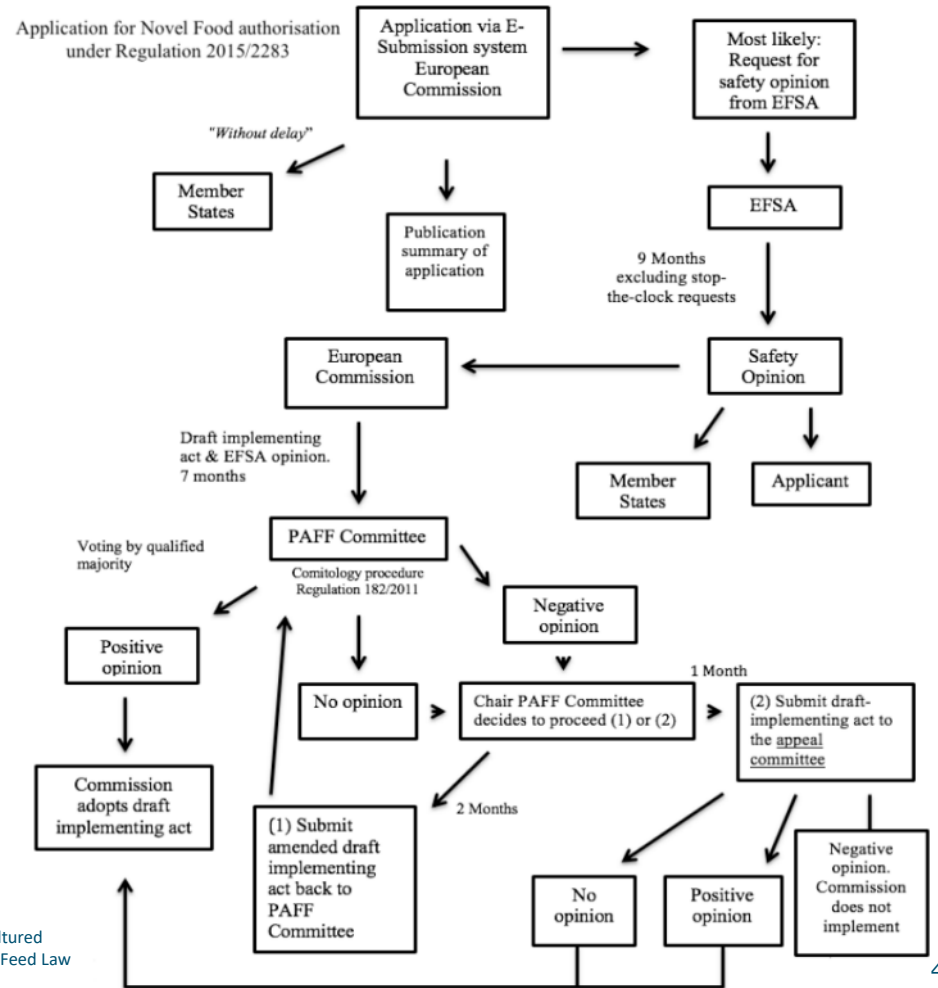 Application for Novel Food authorisation
under Regulation 2015/2283
Application via E-
Submission system
European
Commission
Most likely:
Request for
safety opinion
from EFSA
"Without delay"
Member
States
Publication
summary of
application
EFSA
9 Months
excluding stop-
the-clock requests
European
Commission
Safety
Opinion
Draft implementing
act & EFSA opinion.
7 months
Member
States
Applicant
PAFF Committee
Voting by qualified
majority
Comitology procedure
Regulation 182/2011
Negative
opinion
Positive
opinion
No opinion
Chair PAFF Committee
decides to proceed (1) or (2)
1 Month
(2) Submit draft-
implementing act to
the appeal
committee
Commission
adopts draft
implementing act
2 Months
(1) Submit
amended draft
implementing
act back to
PAFF
Committee
No
opinion
Positive
opinion
Negative
opinion.
Commission
does not
implement
ltured
Feed Law
4